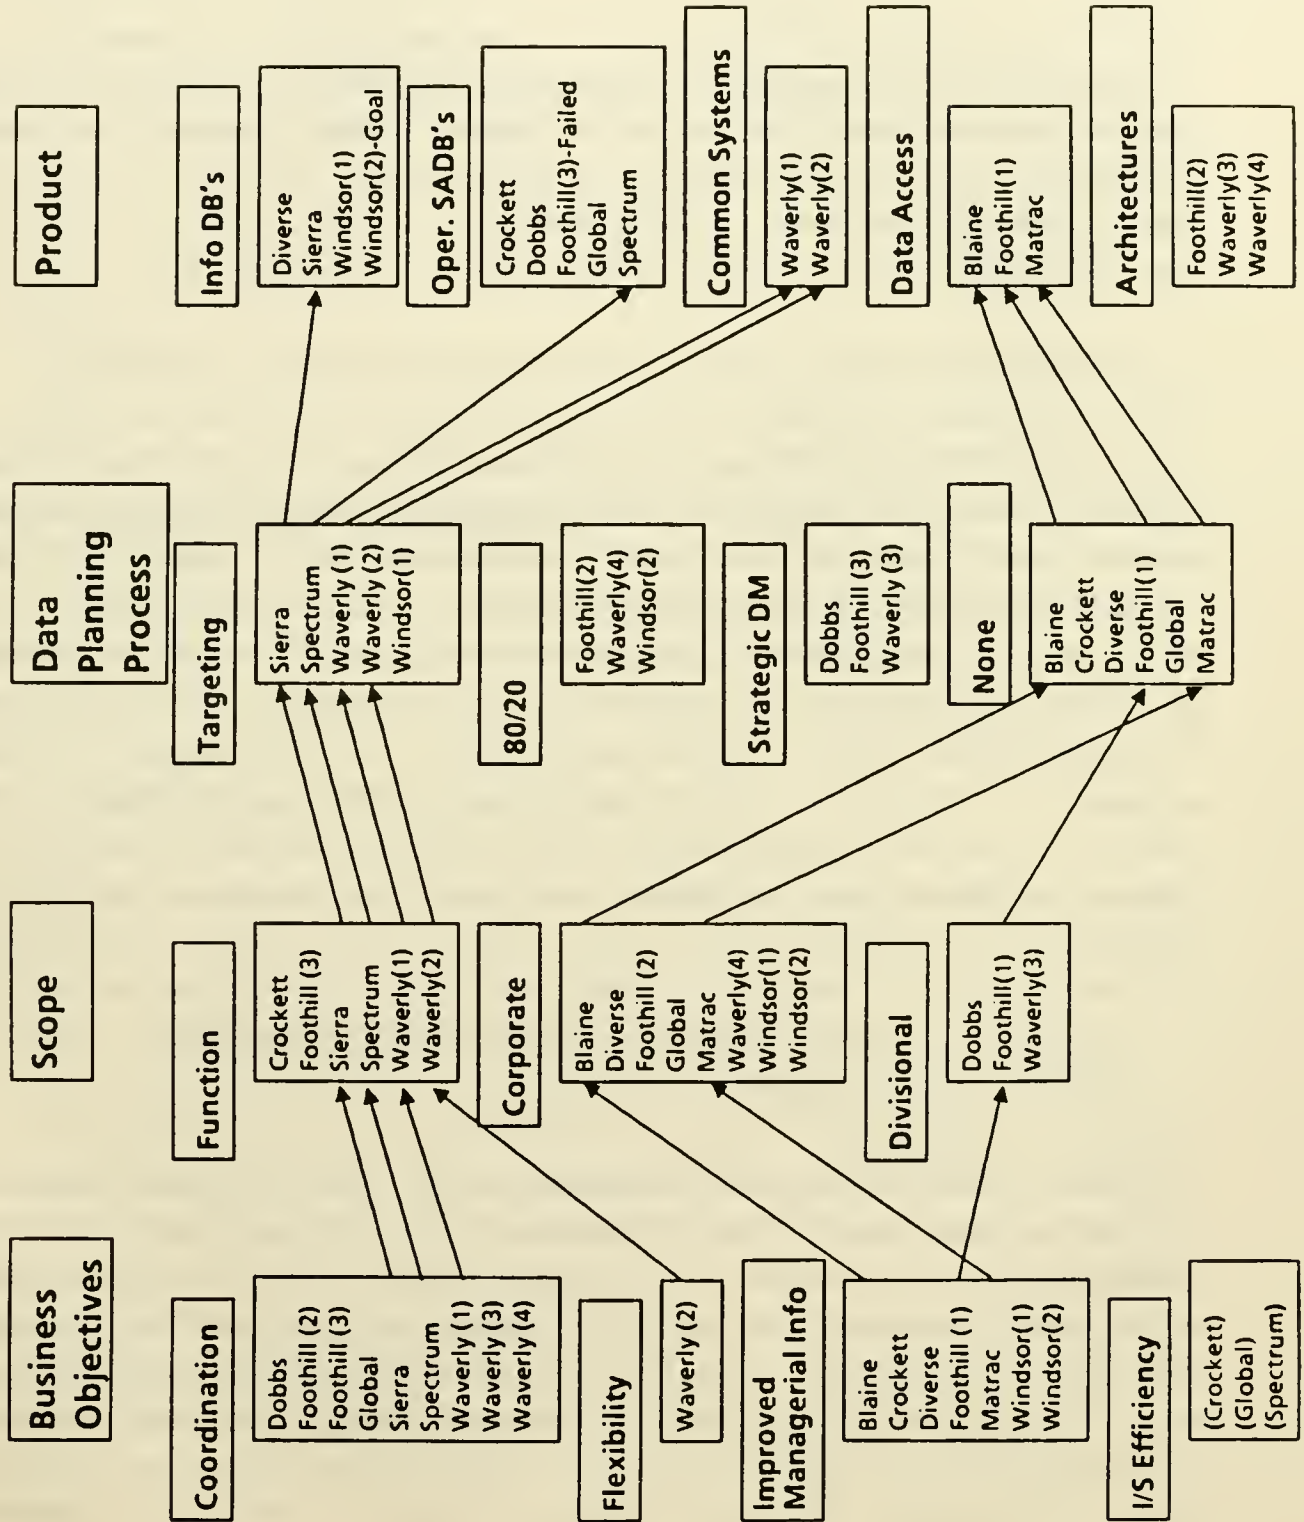 Business
Objectives
Coordination
Dobbs
Foothill (2)
Foothill (3)
Global
Sierra
Spectrum
Waverly (1)
Waverly (3)
Waverly (4)
Flexibility
Waverly (2)
Improved
Managerial Info
Blaine
Crockett
Diverse
Foothill (1)
Matrac
Windsor(1)
Windsor(2)
I/S Efficiency
(Crockett)
(Global)
(Spectrum)
Scope
Function
Crockett
Foothill (3)
Sierra
Spectrum
Waverly(1)
Waverly(2)
Corporate
Blaine
Diverse
Foothill (2)
Global
Matrac
Waverly(4)
Windsor(1)
Windsor(2)
Divisional
Dobbs
Foothill(1)
Waverly(3)
Data
Planning
Process
Targeting
Sierra
Spectrum
Waverly (1)
Waverly (2)
Windsor(1)
80/20
Foothill(2)
Waverly(4)
Windsor(2)
Strategic DM
Dobbs
Foothill (3)
Waverly (3)
None
Blaine
Crockett
Diverse
Foothill(1)
Global
Matrac
Product
Info DB's
Diverse
Sierra
Windsor(1)
Windsor(2)-Goal
Oper. SADB's
Crockett
Dobbs
Foothill(3)-Failed
Global
Spectrum
Common Systems
Waverly(1)
Waverly(2)
Data Access
Blaine
Foothill(1)
Matrac
Architectures
Foothill(2)
Waverly(3)
Waverly(4)